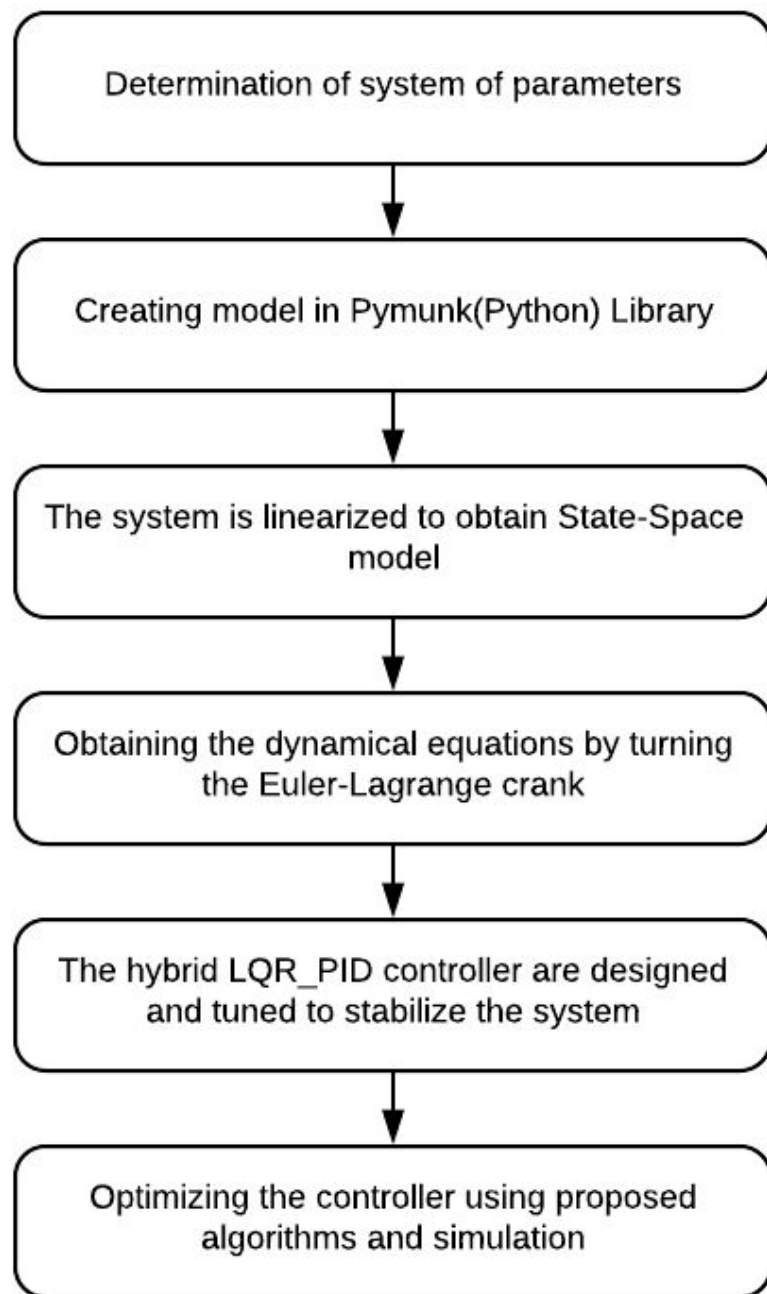 Determination of system of parameters
Creating model in Pymunk(Python) Library
The system is linearized to obtain State-Space
model
Obtaining the dynamical equations by turning
the Euler-Lagrange crank
The hybrid LQR_PID controller are designed
and tuned to stabilize the system
Optimizing the controller using proposed
algorithms and simulation